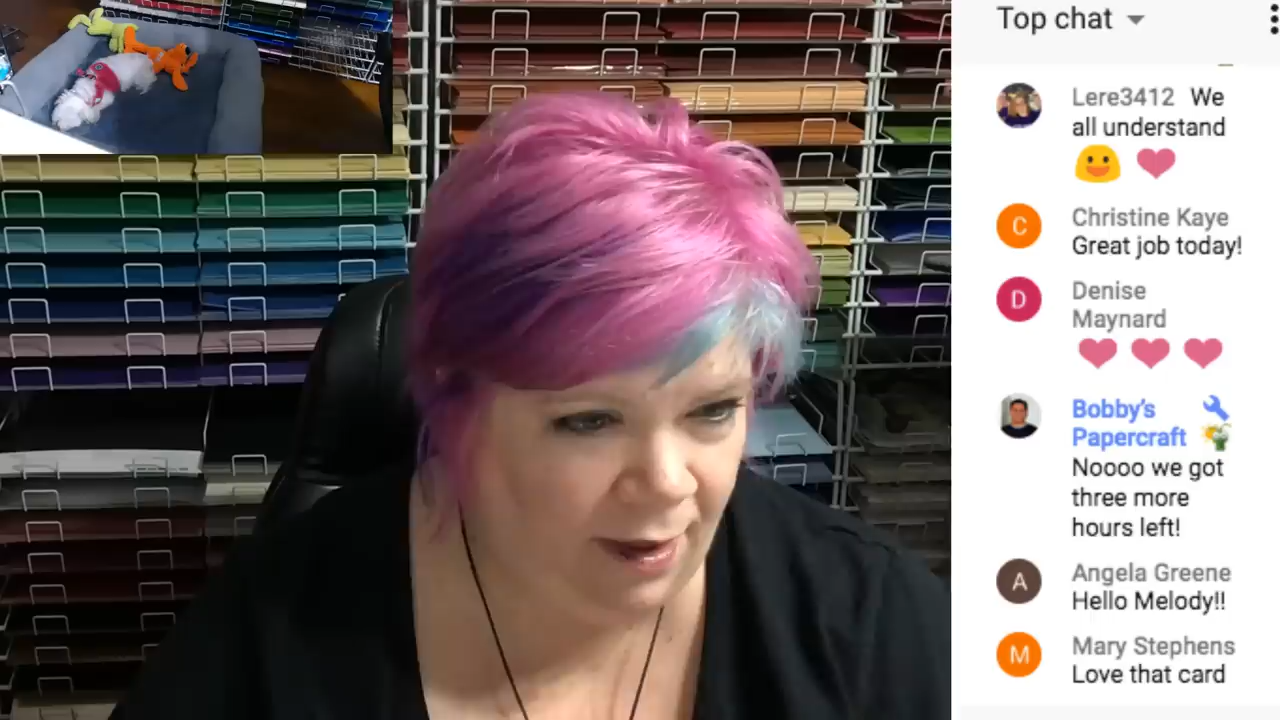 Top chat
Lere3412 We
all understand
Christine Kaye
Great job today!
Denise
Maynard
Bobby's
Papercraft
Noooo we got
three more
hours left!
Angela Greene
Hello Melody!!
Mary Stephens
Love that card
C
D
A
M